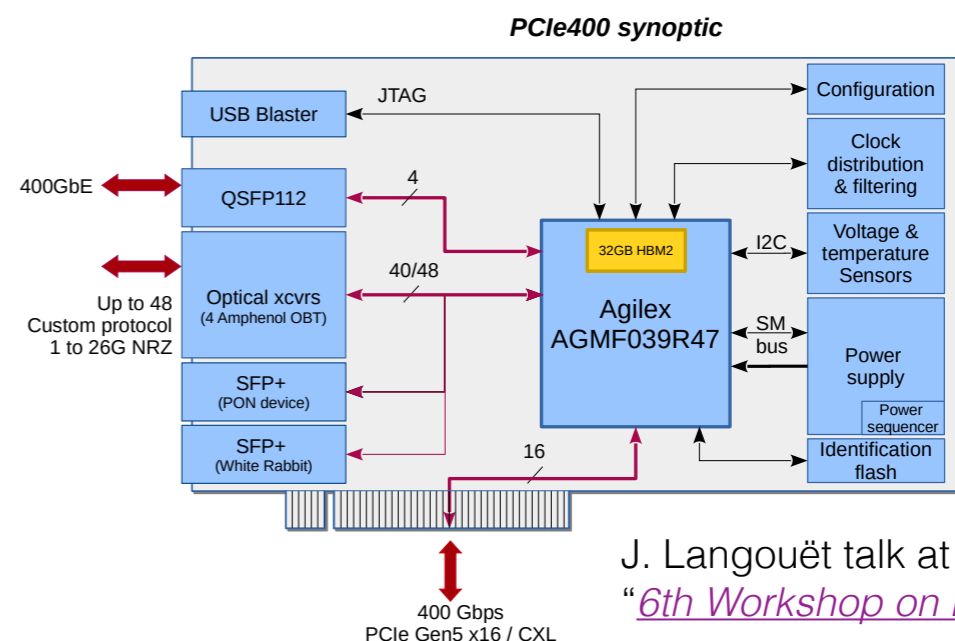 PCIe400 synoptic
USB Blaster
JTAG
400GbE
QSFP112
4
Up to 48
Custom protocol
1 to 26G NRZ
Optical xcvrs
(4 Amphenol OBT)
40/48
SFP+
(PON device)
SFP+
(White Rabbit)
16
32GB HBM2
Agilex
AGMF039R47
Configuration
Clock
distribution
& filtering
I2C
Voltage &
temperature
Sensors
SM
bus
Power
supply
Power
sequencer
Identification
flash
400 Gbps
PCIe Gen5 x16 / CXL
J. Langouët talk at
“6th Workshop on